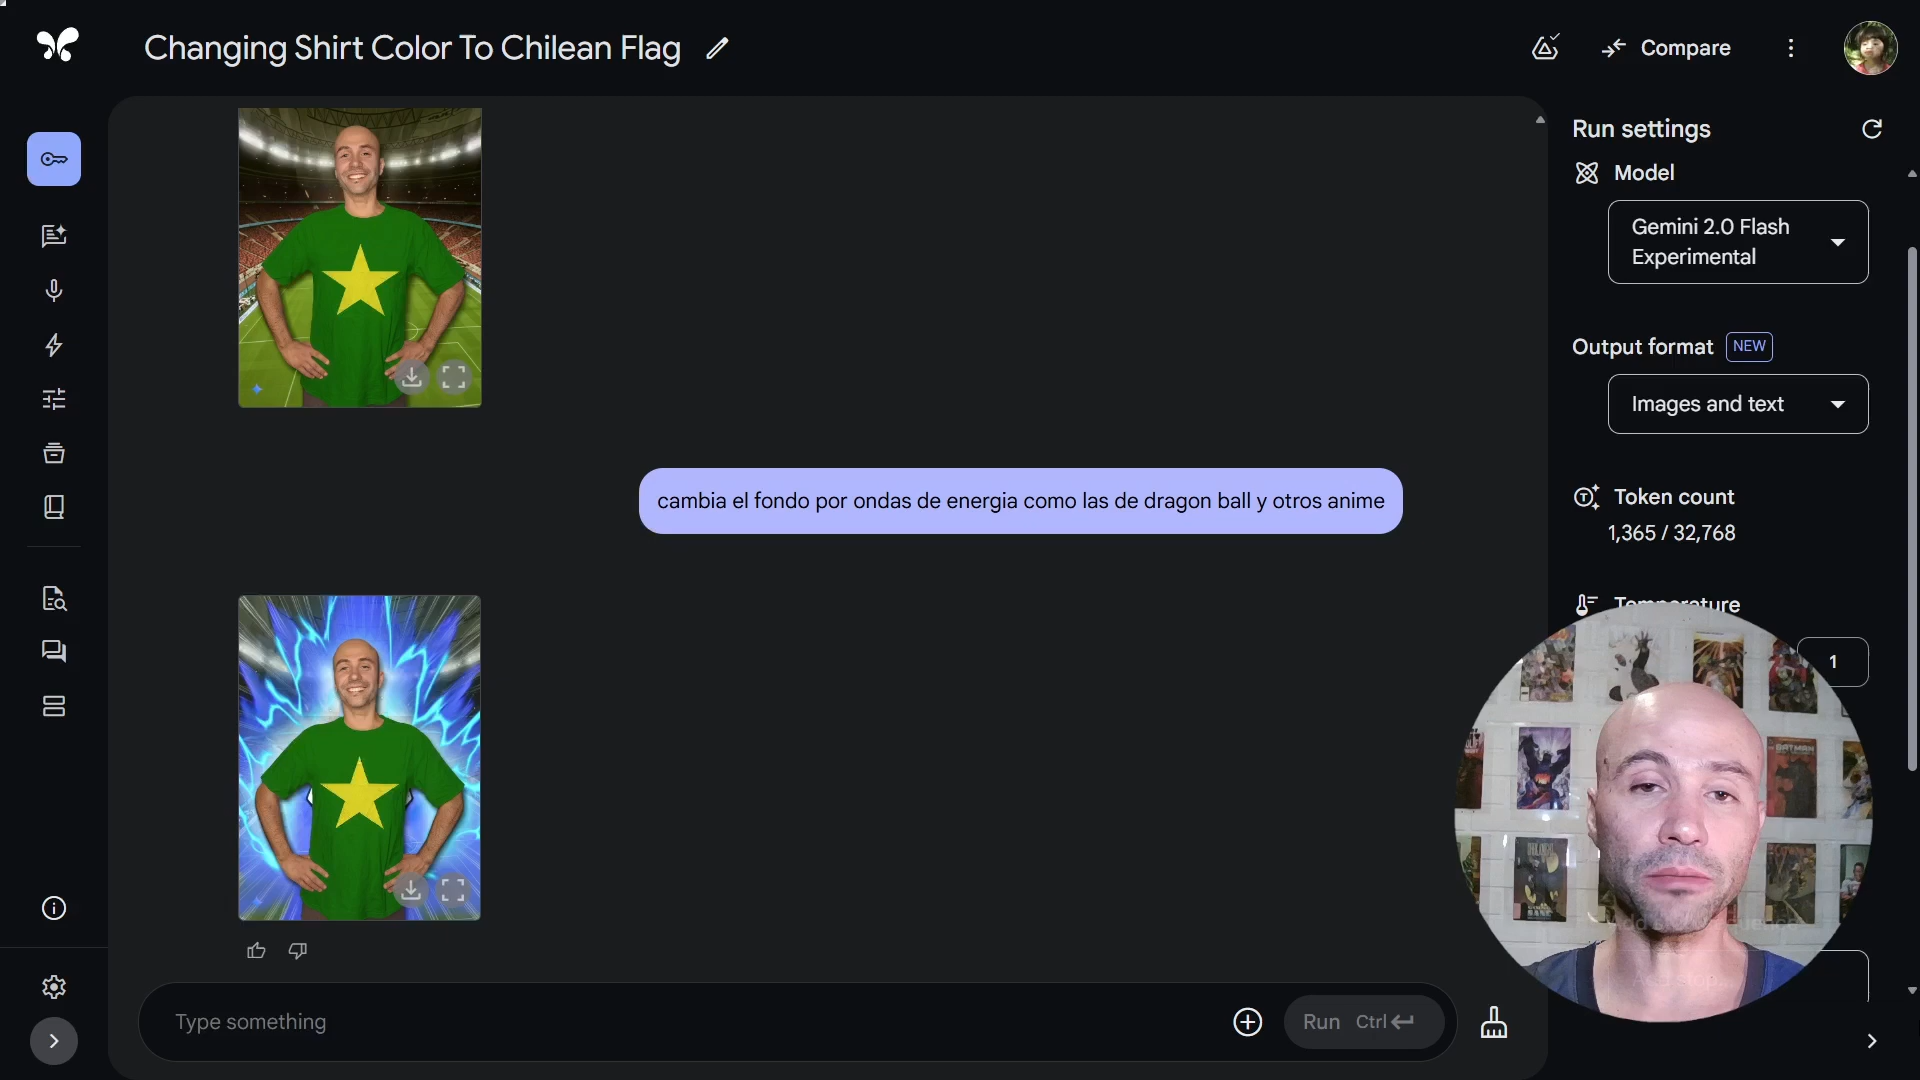 Changing Shirt Color To Chilean Flag
Compare
Run settings
Model
Gemini 2.0 Flash
Experimental
Output format NEW
Images and text
cambia el fondo por ondas de energia como las de dragon ball y otros anime
Token count
1,365 / 32,768
Temperature
1
BATMAN
Type something
Run Ctrl